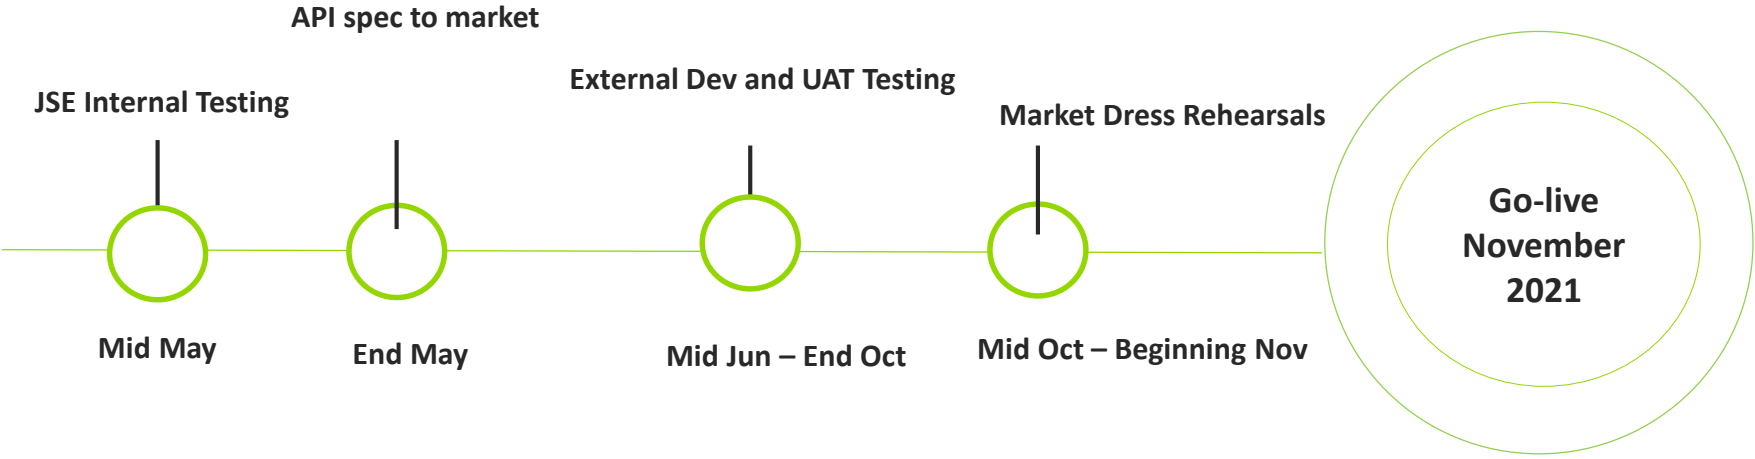 API spec to market
External Dev and UAT Testing
JSE Internal Testing
Market Dress Rehearsals
Go-live
November
2021
Mid May
End May
Mid Jun – End Oct
Mid Oct – Beginning Nov